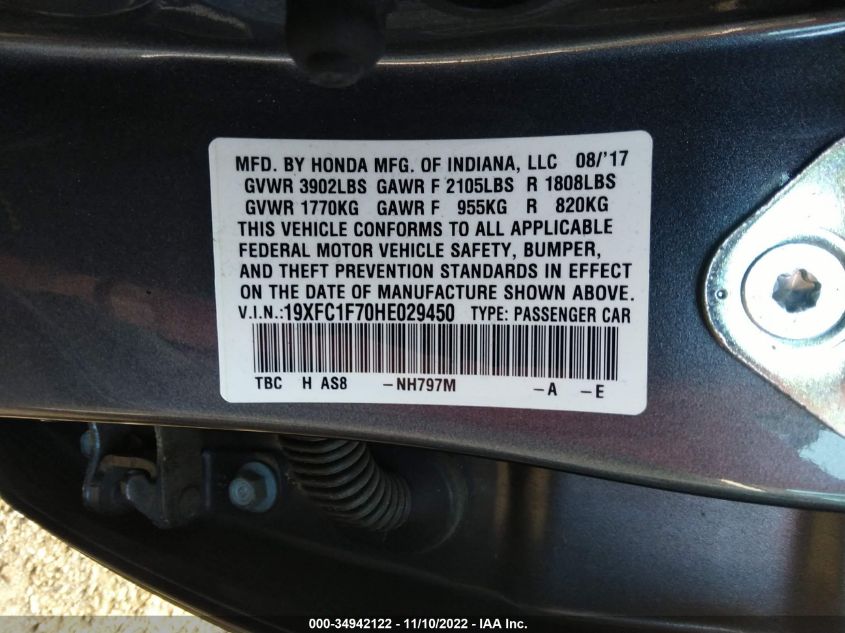 MFD. BY HONDA MFG. OF INDIANA, LLC 08/'17
GVWR 3902LBS GAWR F 2105LBS R 1808LBS
GVWR 1770KG GAWR F 955KG R 820KG
THIS VEHICLE CONFORMS TO ALL APPLICABLE
FEDERAL MOTOR VEHICLE SAFETY, BUMPER,
AND THEFT PREVENTION STANDARDS IN EFFECT
ON THE DATE OF MANUFACTURE SHOWN ABOVE.
V.I.N.:19XFC1F70HE029450 TYPE: PASSENGER CAR
TBC H AS8 -NH797M -A -E
000-34942122 - 11/10/2022 - IAA Inc.